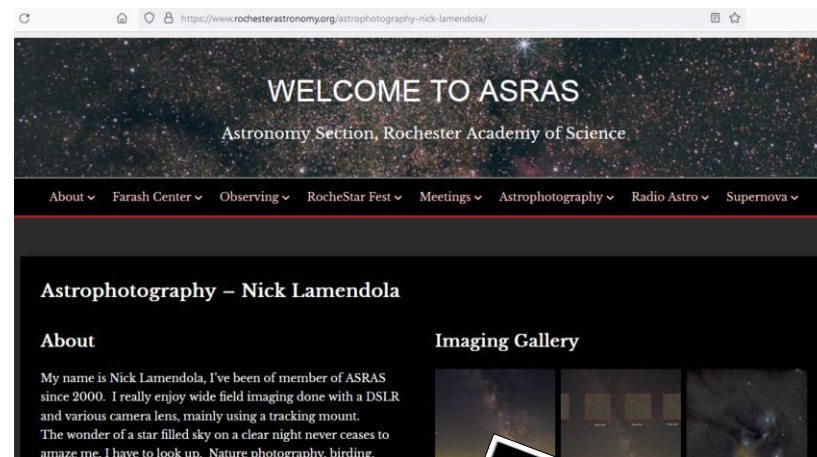 https://www.rochesterastronomy.org/astrophotography-nick-lamendola/
WELCOME TO ASRAS
Astronomy Section, Rochester Academy of Science
About Farash Center Observing RocheStar Fest Meetings Astrophotography Radio Astro Supernova
Astrophotography – Nick Lamendola
About
My name is Nick Lamendola, I've been of member of ASRAS
since 2000. I really enjoy wide field imaging done with a DSLR
and various camera lens, mainly using a tracking mount.
The wonder of a star filled sky on a clear night never ceases to
amaze me, I have to look up. Nature photography, birding,
Imaging Gallery